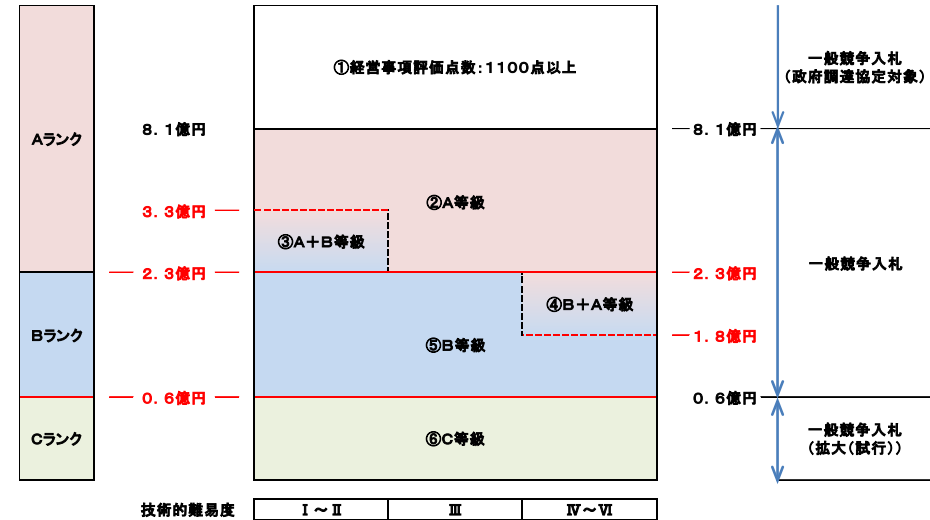 ①経営事項評価点数：１１００点以上
一般競争入札
（政府調達協定対象）
Aランク
８．１億円
８．１億円
②A等級
３．３億円
③A＋B等級
一般競争入札
２．３億円
２．３億円
④B＋A等級
Bランク
⑤B等級
１．８億円
０．６億円
０．６億円
Cランク
⑥C等級
一般競争入札
（拡大（試行））
技術的難易度
Ⅰ～Ⅱ
Ⅲ
Ⅳ～Ⅵ